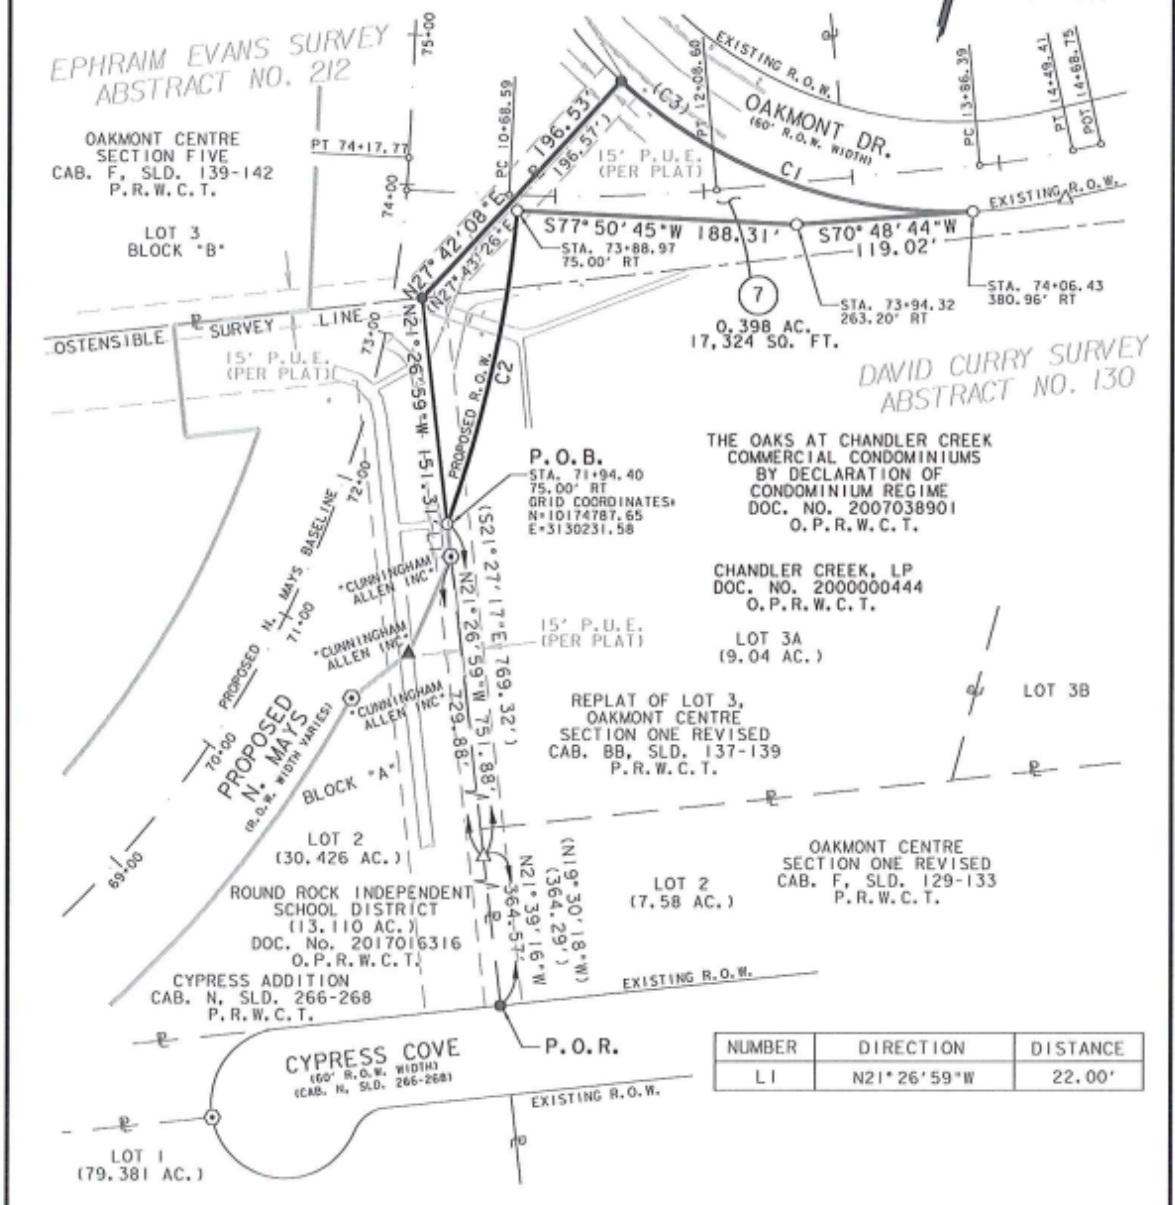 EPHRAIM EVANS SURVEY
ABSTRACT NO. 212
OAKMONT CENTRE
SECTION FIVE
CAB. F, SLD. 139-142
P.R.W.C.T.
LOT 3
BLOCK "B"
75+00
PT 74+17.77
74+00
PC 10+68.59
196.53'
(196.57')
N27°42'08"E
(N27°43'26"E
(C3)
15' P.U.E.
(PER PLAT)
PT 12+08.60
EXISTING R.O.W.
OAKMONT DR.
(60' R.O.W. WIDTH)
C1
PC 13+86.39
PT 14+49.41
POT 14+68.75
EXISTING R.O.W.
S77°50'45"W 188.31'
STA. 73+88.97
75.00' RT
S70°48'44"W
119.02'
STA. 74+06.43
380.96' RT
STA. 73+94.32
263.20' RT
7
0.398 AC.
17,324 SQ. FT.
OSTENSIBLE SURVEY LINE
15' P.U.E.
(PER PLAT)
73+00
N21°26'59"W 151.31'
PROPOSED R.O.W.
C2
DAVID CURRY SURVEY
ABSTRACT NO. 130
THE OAKS AT CHANDLER CREEK
COMMERCIAL CONDOMINIUMS
BY DECLARATION OF
CONDOMINIUM REGIME
DOC. NO. 2007038901
O.P.R.W.C.T.
P.O.B.
STA. 71+94.40
75.00' RT
GRID COORDINATES:
N=10174787.65
E=3130231.58
CHANDLER CREEK, LP
DOC. NO. 2000000444
O.P.R.W.C.T.
LOT 3A
(9.04 AC.)
72+00
PROPOSED N. MAYS BASELINE
71+00
70+00
69+00
"CUNNINGHAM
ALLEN INC"
"CUNNINGHAM
ALLEN INC"
"CUNNINGHAM
ALLEN INC"
15' P.U.E.
(PER PLAT)
(S21°27'17"E 769.32')
N21°26'59"W 751.88'
729.88'
REPLAT OF LOT 3,
OAKMONT CENTRE
SECTION ONE REVISED
CAB. BB, SLD. 137-139
P.R.W.C.T.
LOT 3B
PROPOSED
N. MAYS
(R.O.W. WIDTH VARIES)
BLOCK "A"
LOT 2
(30.426 AC.)
ROUND ROCK INDEPENDENT
SCHOOL DISTRICT
(13.110 AC.)
DOC. No. 2017016316
O.P.R.W.C.T.
CYPRESS ADDITION
CAB. N, SLD. 266-268
P.R.W.C.T.
N21°39'16"W
364.57'
(N19°30'18"W)
(364.29')
LOT 2
(7.58 AC.)
OAKMONT CENTRE
SECTION ONE REVISED
CAB. F, SLD. 129-133
P.R.W.C.T.
EXISTING R.O.W.
P.O.R.
CYPRESS COVE
(60' R.O.W. WIDTH)
(CAB. N, SLD. 266-268)
EXISTING R.O.W.
LOT 1
(79.381 AC.)
NUMBER DIRECTION DISTANCE
L1 N21°26'59"W 22.00'